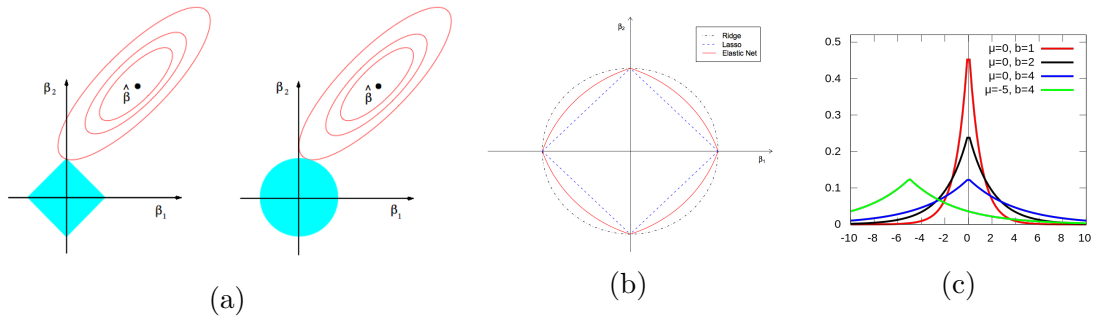 β₂
β̂
β₁
β₂
β̂
β₁
(a)
β₂
Ridge
Lasso
Elastic Net
β₁
(b)
0.5
0.4
0.3
0.2
0.1
0
-10 -8 -6 -4 -2 0 2 4 6 8 10
μ=0, b=1
μ=0, b=2
μ=0, b=4
μ=-5, b=4
(c)